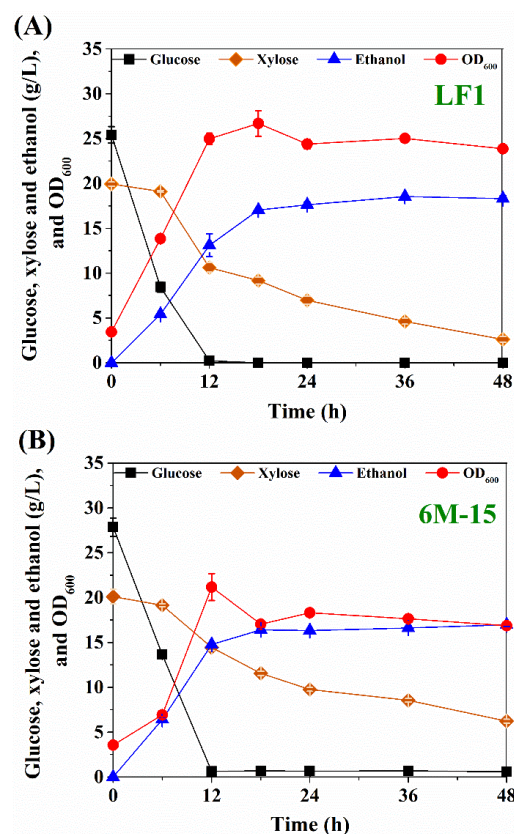 (A)
35
30
25
20
15
10
5
0
Glucose, xylose and ethanol (g/L),
and OD600
Glucose Xylose Ethanol OD600
LF1
0 12 24 36 48
Time (h)
(B)
35
30
25
20
15
10
5
0
Glucose, xylose and ethanol (g/L),
and OD600
Glucose Xylose Ethanol OD600
6M-15
0 12 24 36 48
Time (h)